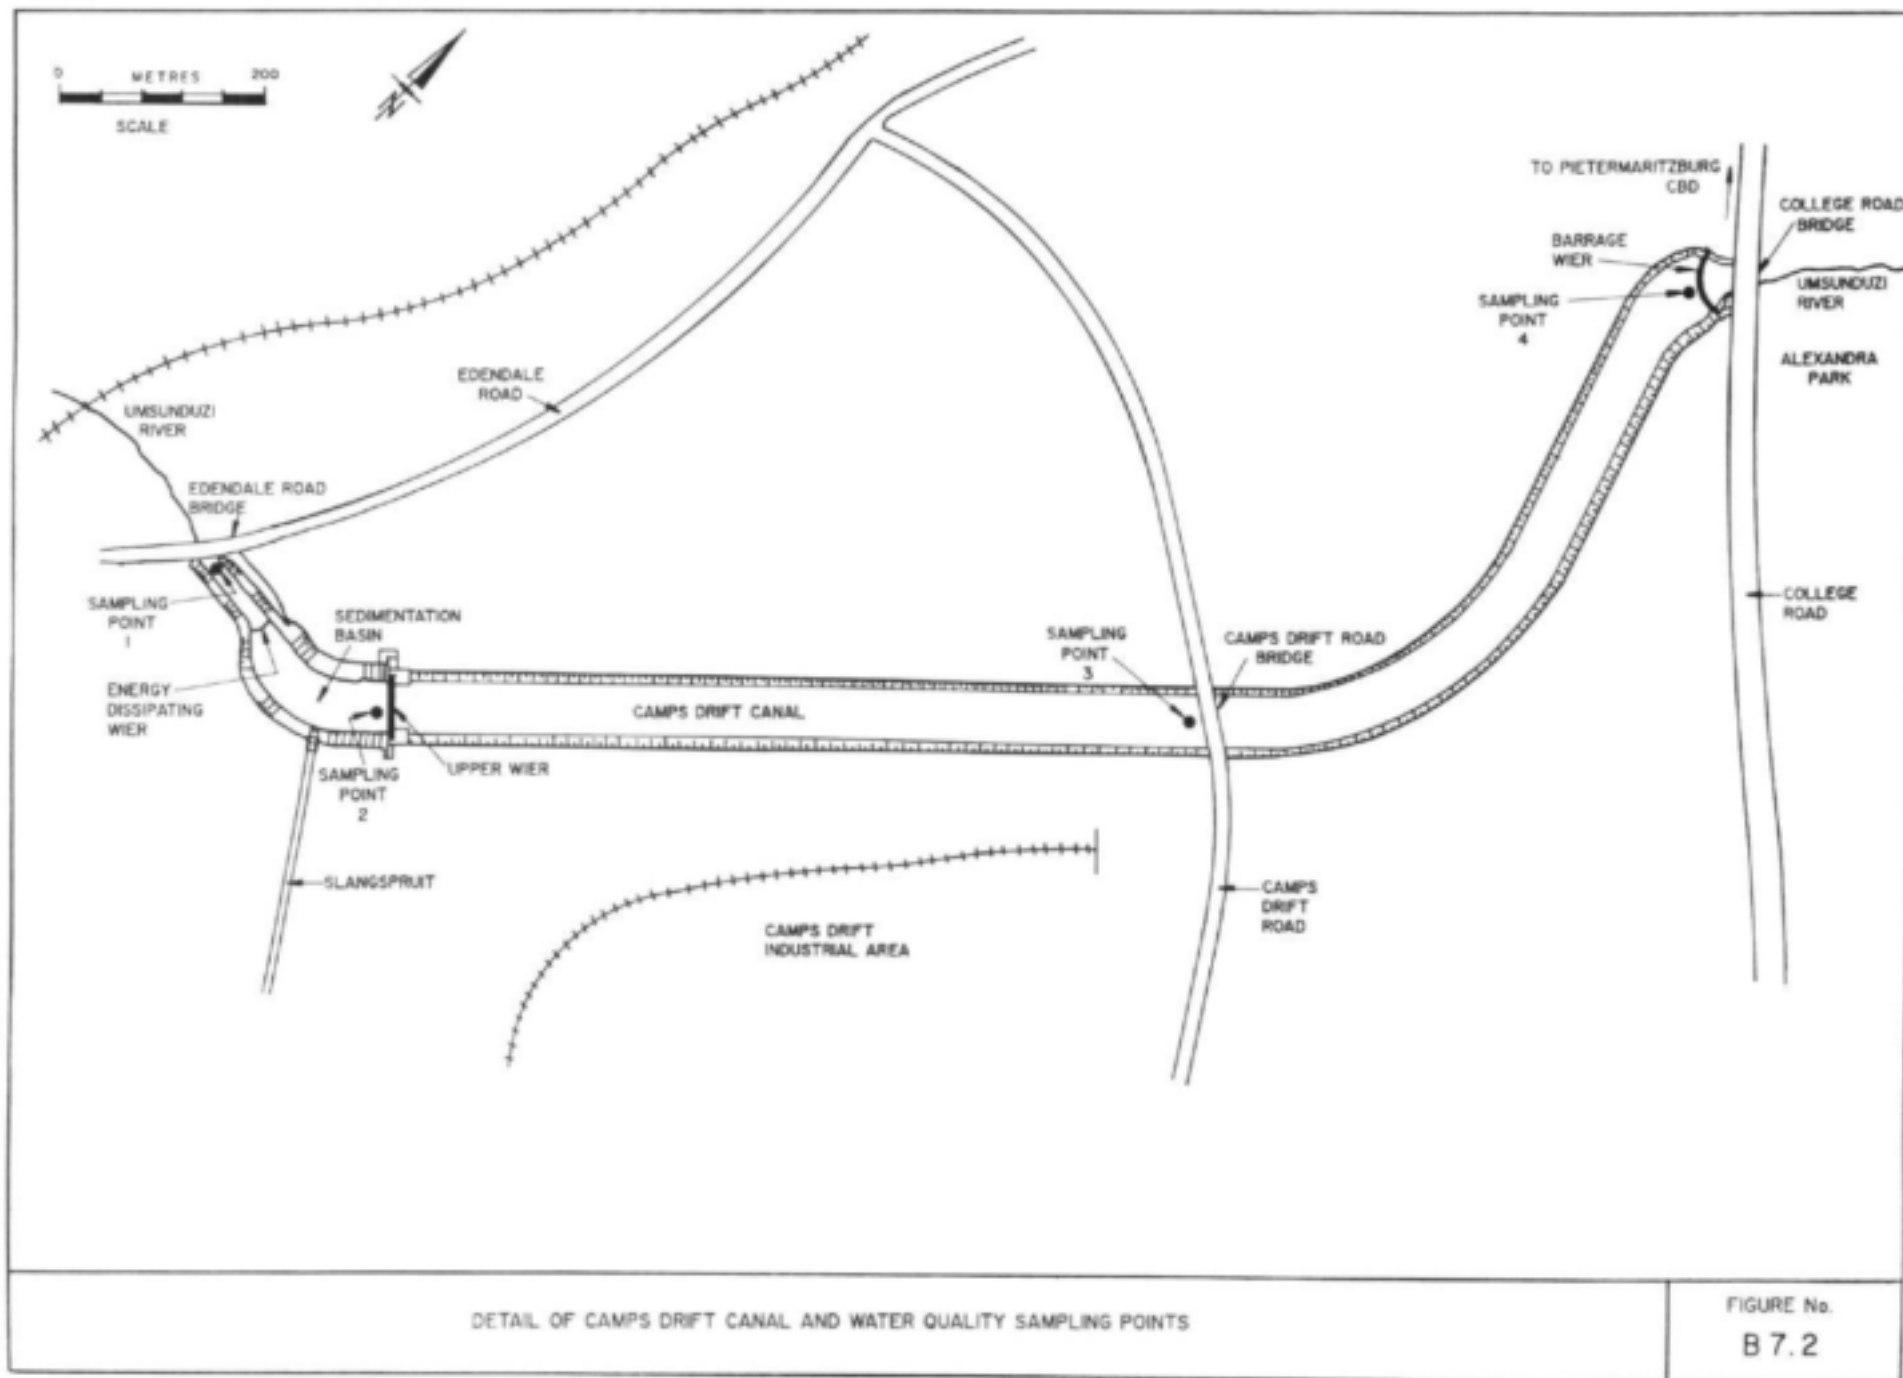 0 METRES 200
SCALE
N
TO PIETERMARITZBURG
CBD
COLLEGE ROAD
BRIDGE
BARRAGE
WIER
UMSUNDUZI
RIVER
SAMPLING
POINT
4
ALEXANDRA
PARK
EDENDALE
ROAD
UMSUNDUZI
RIVER
EDENDALE ROAD
BRIDGE
SAMPLING
POINT
1
SEDIMENTATION
BASIN
SAMPLING
POINT
3
CAMPS DRIFT ROAD
BRIDGE
COLLEGE
ROAD
ENERGY
DISSIPATING
WIER
CAMPS DRIFT CANAL
SAMPLING
POINT
2
UPPER WIER
SLANGSPRUIT
CAMPS DRIFT
INDUSTRIAL AREA
CAMPS
DRIFT
ROAD
DETAIL OF CAMPS DRIFT CANAL AND WATER QUALITY SAMPLING POINTS
FIGURE No.
B 7.2